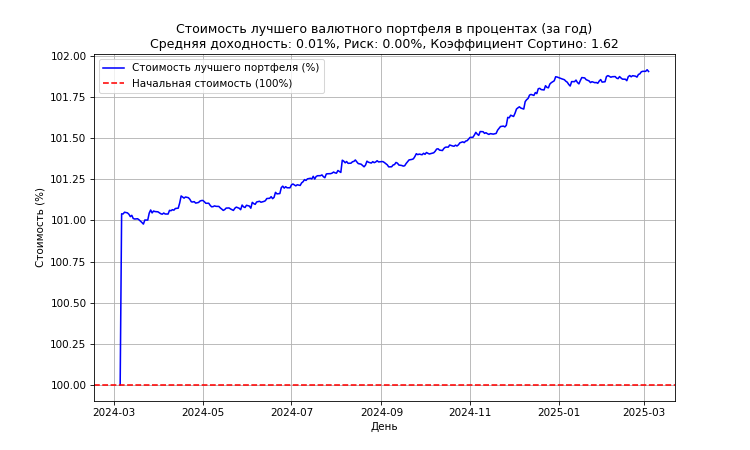 Стоимость лучшего валютного портфеля в процентах (за год)
Средняя доходность: 0.01%, Риск: 0.00%, Коэффициент Сортино: 1.62
Стоимость лучшего портфеля (%)
Начальная стоимость (100%)
Стоимость (%)
102.00
101.75
101.50
101.25
101.00
100.75
100.50
100.25
100.00
2024-03 2024-05 2024-07 2024-09 2024-11 2025-01 2025-03
День